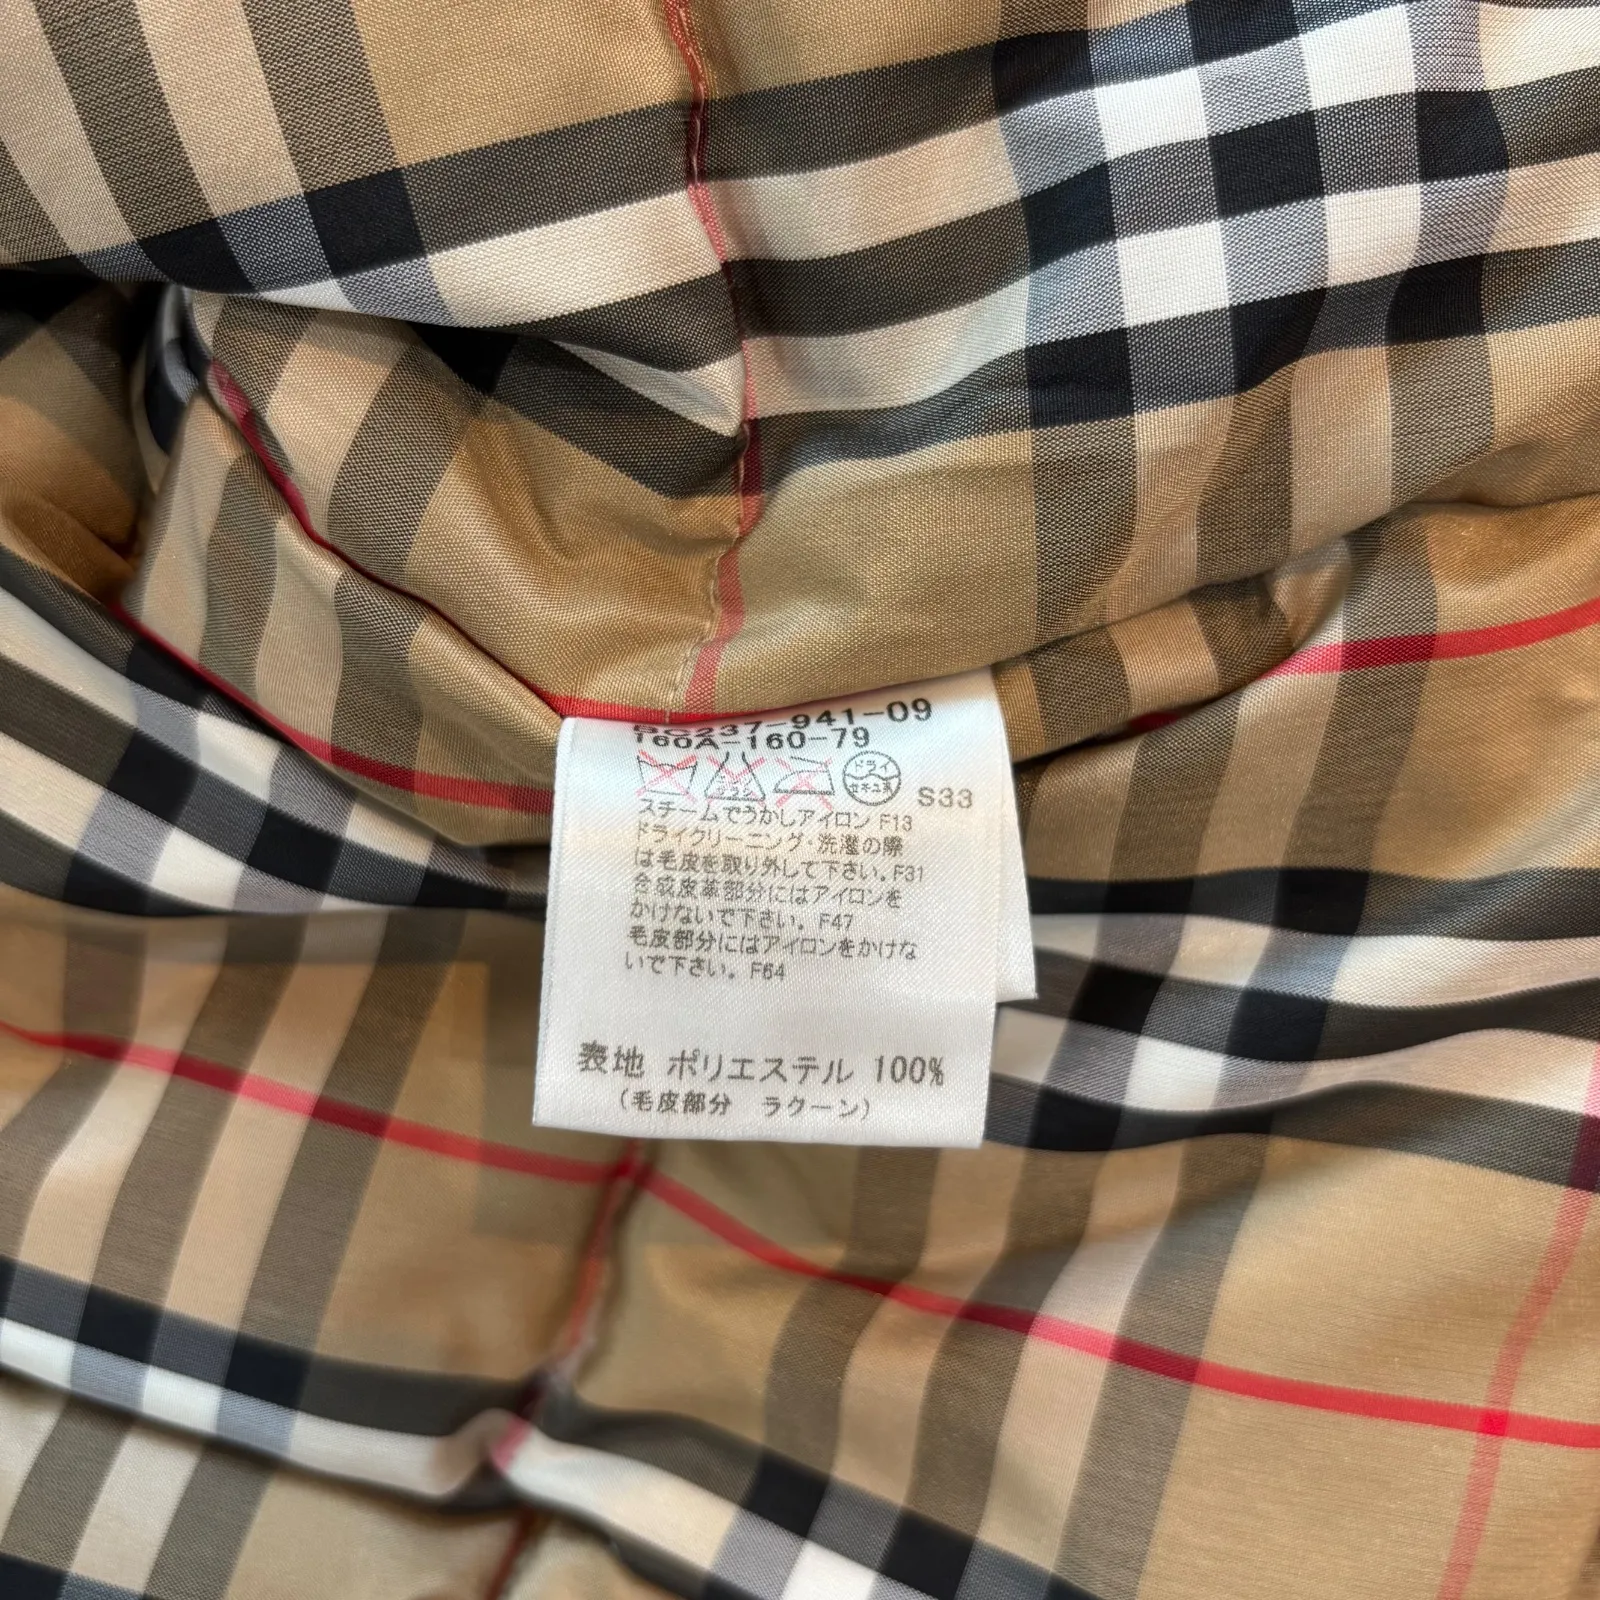 BC237-941-09
160A-160-79
ドライ
セキユ系
S33
スチームでうかしアイロン F13
ドライクリーニング・洗濯の際
は毛皮を取り外して下さい。F31
合成皮革部分にはアイロンを
かけないで下さい。F47
毛皮部分にはアイロンをかけな
いで下さい。F64
表地 ポリエステル 100%
(毛皮部分 ラクーン)